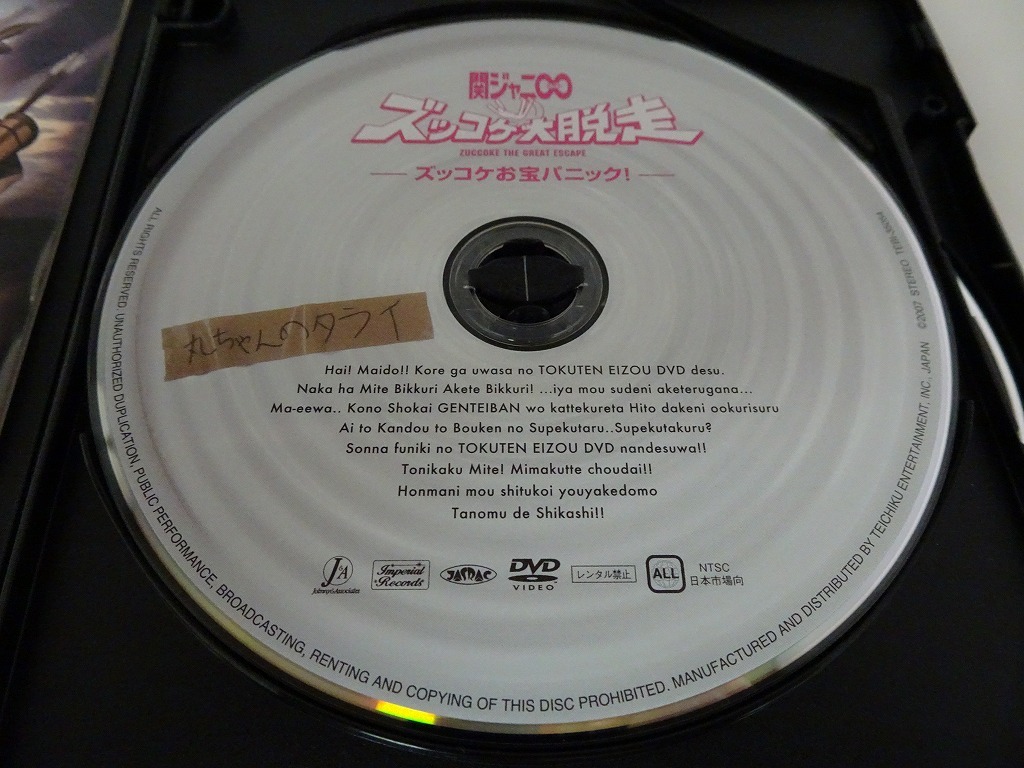 関ジャニ∞
ズッコケ大脱走
ZUCCOKE THE GREAT ESCAPE
ズッコケお宝パニック!
丸ちゃんのタライ
Hai! Maido!! Kore ga uwasa no TOKUTEN EIZOU DVD desu.
Naka ha Mite Bikkuri Akete Bikkuri! ...iya mou sudeni aketerugana...
Ma-eewa.. Kono Shokai GENTEIBAN wo kattekureta Hito dakeni ookurisuru
Ai to Kandou to Bouken no Supekutaru..Supekutakuru?
Sonna funiki no TOKUTEN EIZOU DVD nandesuwa!!
Tonikaku Mite! Mimakutte choudai!!
Honmani mou shitukoi youyakedomo
Tanomu de Shikashi!!
J&A
Johnny's Associates
Imperial Records
JASRAC
DVD VIDEO
レンタル禁止
ALL
NTSC
日本市場向
ALL RIGHTS RESERVED. UNAUTHORIZED DUPLICATION, PUBLIC PERFORMANCE, BROADCASTING, RENTING AND COPYING OF THIS DISC PROHIBITED. MANUFACTURED AND DISTRIBUTED BY TEICHIKU ENTERTAINMENT, INC. JAPAN ©2007 STEREO